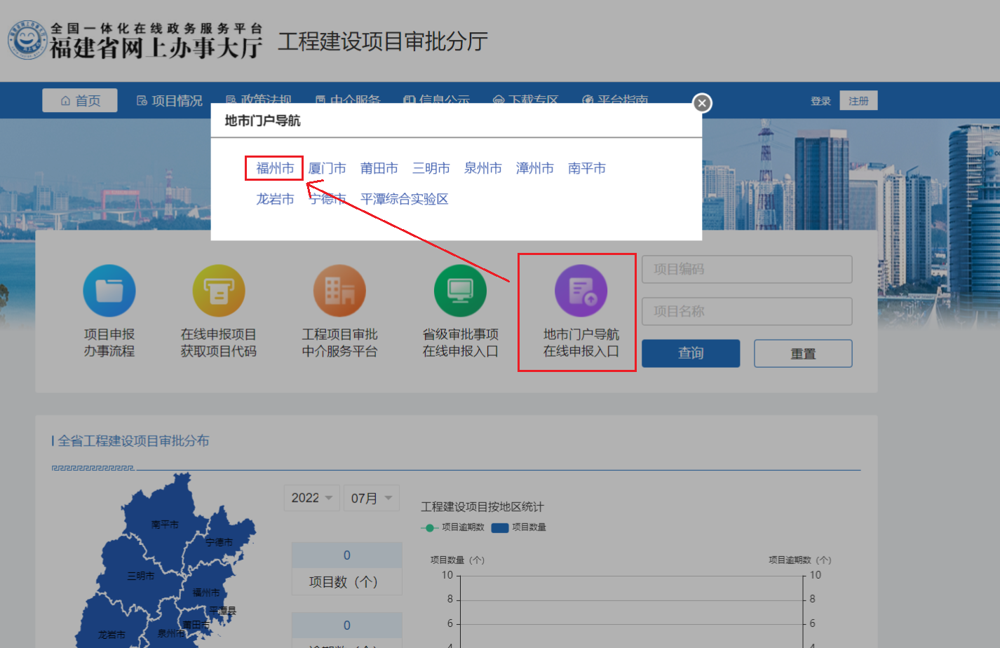 全国一体化在线政务服务平台
福建省网上办事大厅 工程建设项目审批分厅
首页 项目情况 政策法规 中介服务 信息公示 下载专区 平台指南 登录 注册
地市门户导航
福州市 厦门市 莆田市 三明市 泉州市 漳州市 南平市
龙岩市 宁德市 平潭综合实验区
项目申报
办事流程
在线申报项目
获取项目代码
工程项目审批
中介服务平台
省级审批事项
在线申报入口
地市门户导航
在线申报入口
项目编码
项目名称
查询 重置
全省工程建设项目审批分布
南平市
宁德市
三明市
福州市
平潭县
莆田市
泉州市
龙岩市
2022 07月
0
项目数（个）
0
逾期数（个）
工程建设项目按地区统计
项目逾期数 项目数量
项目数量（个） 项目逾期数（个）
10 10
8 8
6 6
4 4